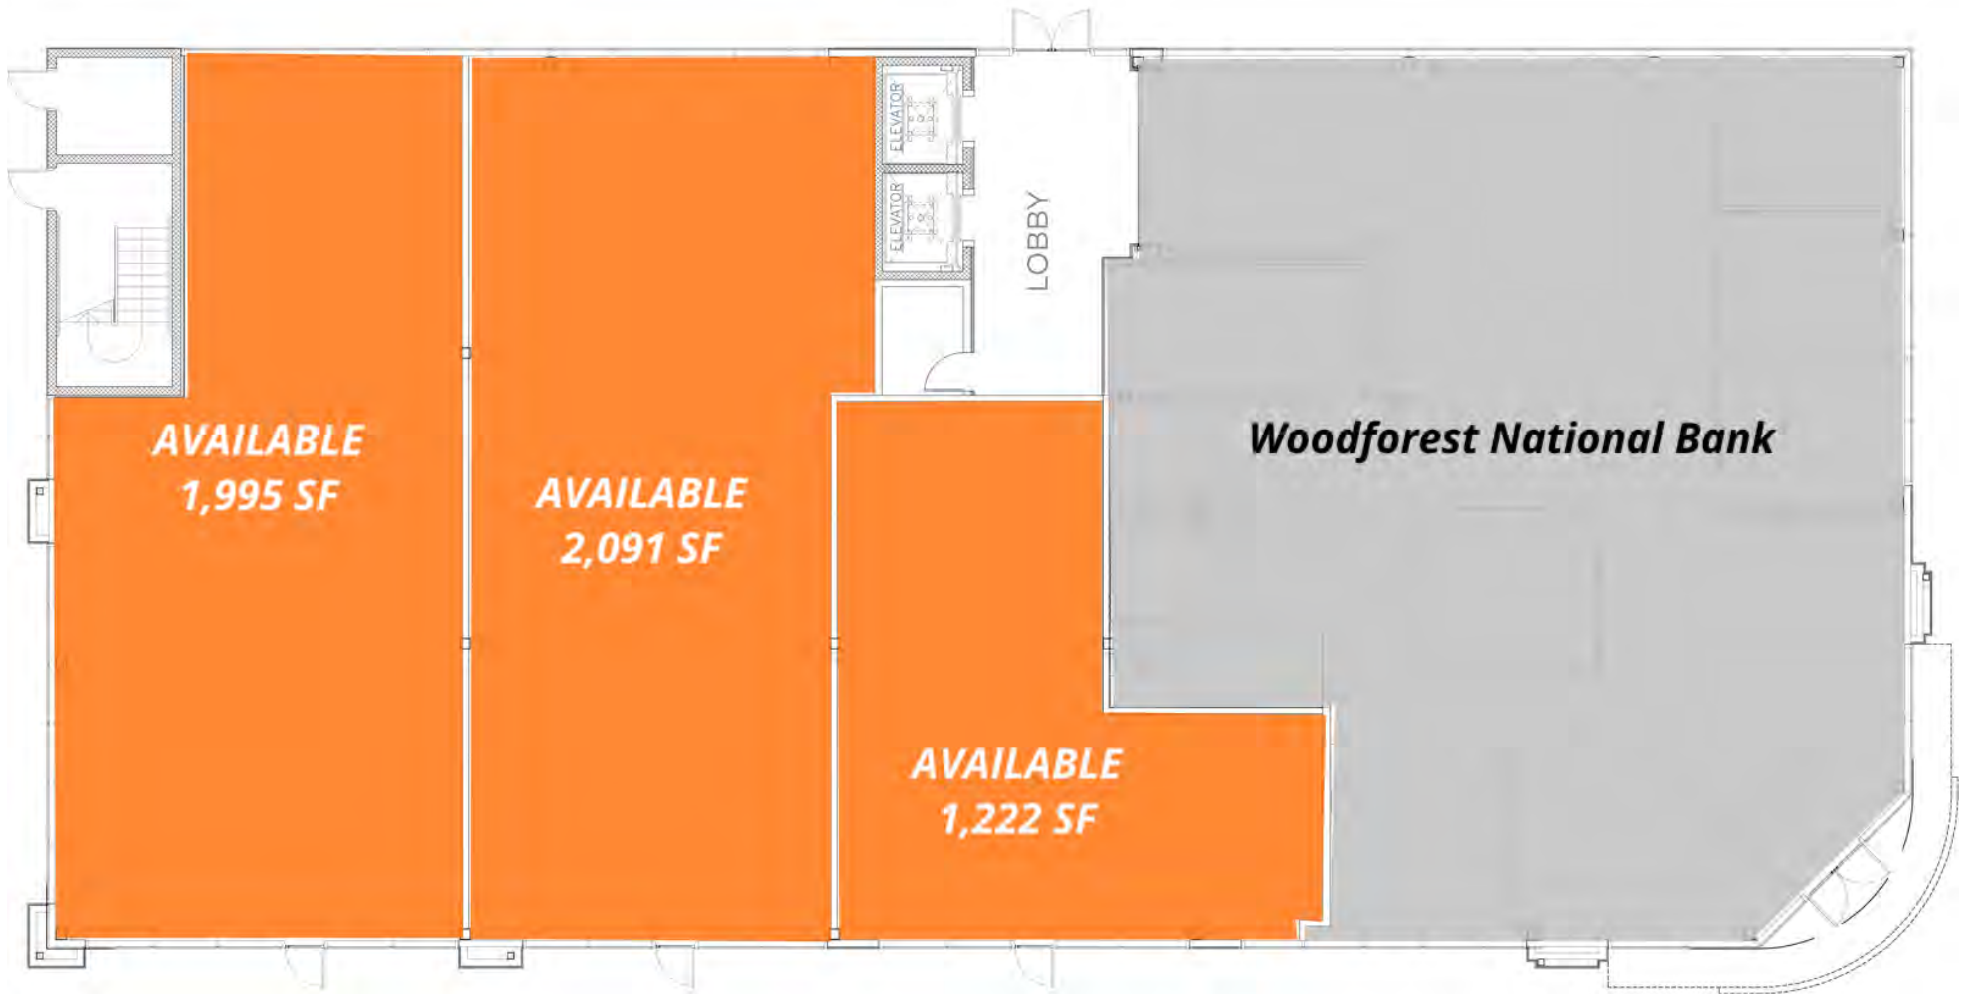 ELEVATOR
ELEVATOR
LOBBY
AVAILABLE
1,995 SF
AVAILABLE
2,091 SF
Woodforest National Bank
AVAILABLE
1,222 SF